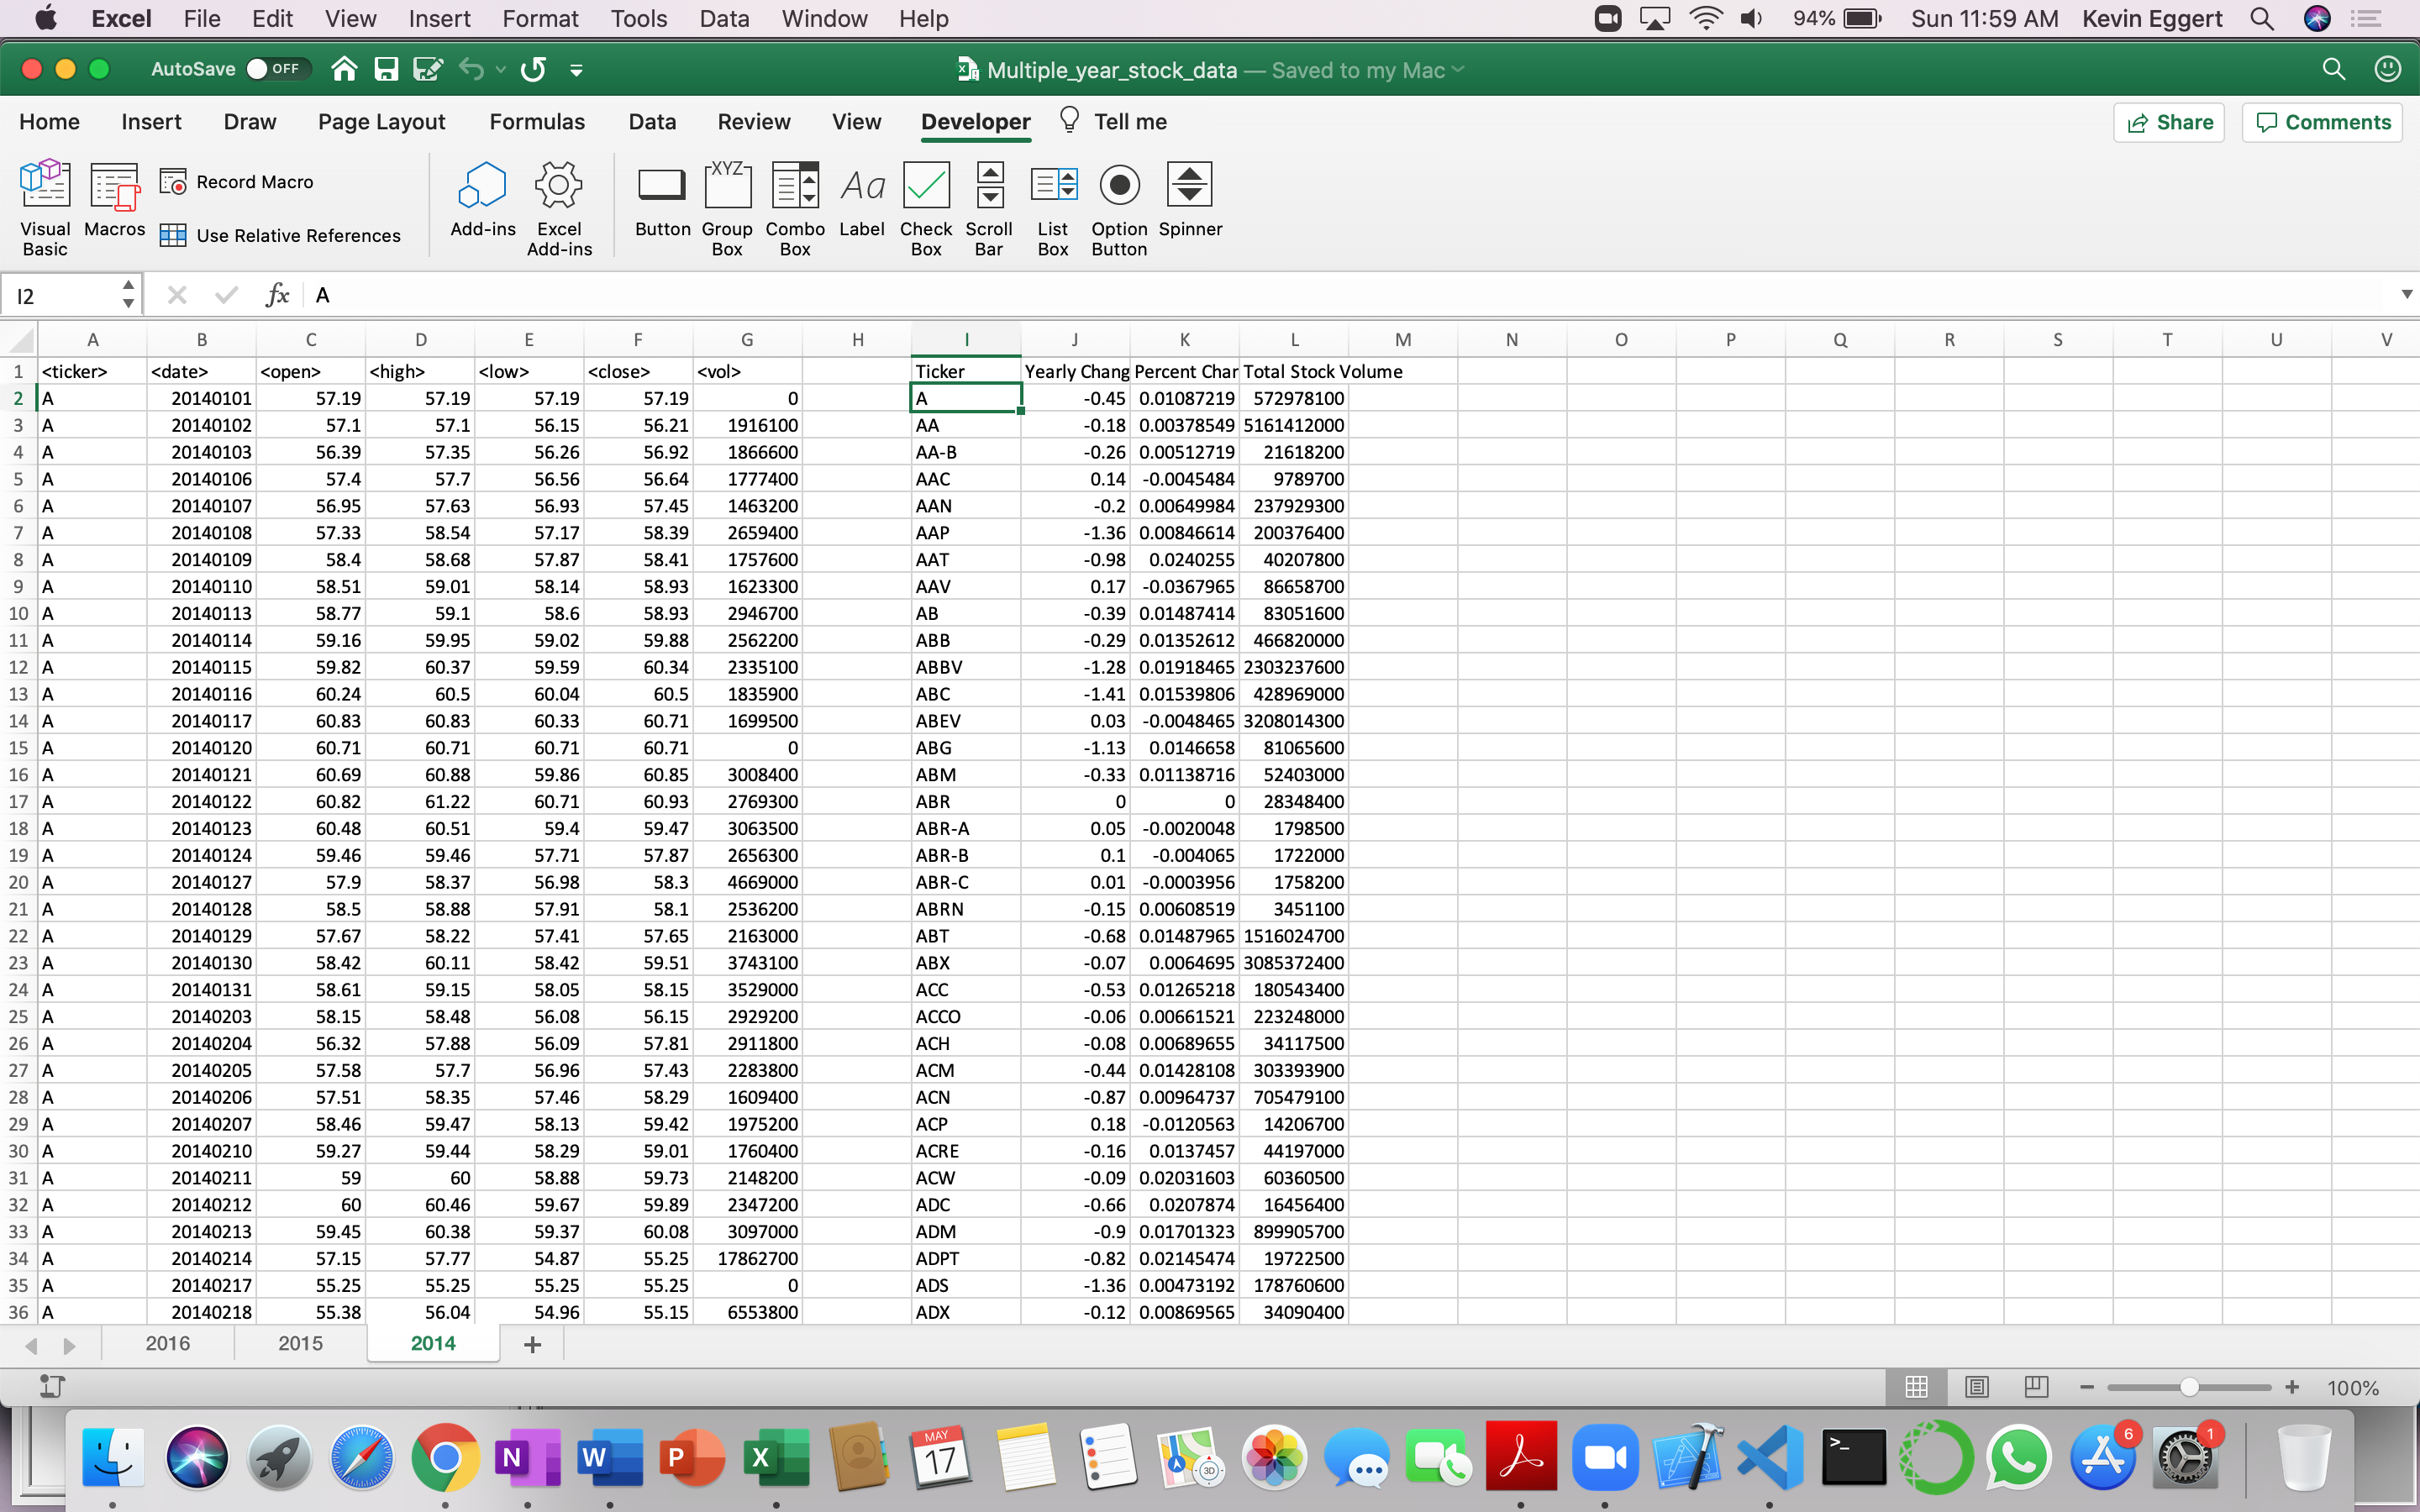 Excel File Edit View Insert Format Tools Data Window Help 94% Sun 11:59 AM Kevin Eggert
AutoSave OFF Multiple_year_stock_data — Saved to my Mac
Home Insert Draw Page Layout Formulas Data Review View Developer Tell me Share Comments
Record Macro
XYZ Aa
Visual Basic Macros Use Relative References Add-ins Excel Add-ins Button Group Box Combo Box Label Check Box Scroll Bar List Box Option Button Spinner
I2 fx A
A B C D E F G H I J K L M N O P Q R S T U V
1 <ticker> <date> <open> <high> <low> <close> <vol> Ticker Yearly Chang Percent Char Total Stock Volume
2 A 20140101 57.19 57.19 57.19 57.19 0 A -0.45 0.01087219 572978100
3 A 20140102 57.1 57.1 56.15 56.21 1916100 AA -0.18 0.00378549 5161412000
4 A 20140103 56.39 57.35 56.26 56.92 1866600 AA-B -0.26 0.00512719 21618200
5 A 20140106 57.4 57.7 56.56 56.64 1777400 AAC 0.14 -0.0045484 9789700
6 A 20140107 56.95 57.63 56.93 57.45 1463200 AAN -0.2 0.00649984 237929300
7 A 20140108 57.33 58.54 57.17 58.39 2659400 AAP -1.36 0.00846614 200376400
8 A 20140109 58.4 58.68 57.87 58.41 1757600 AAT -0.98 0.0240255 40207800
9 A 20140110 58.51 59.01 58.14 58.93 1623300 AAV 0.17 -0.0367965 86658700
10 A 20140113 58.77 59.1 58.6 58.93 2946700 AB -0.39 0.01487414 83051600
11 A 20140114 59.16 59.95 59.02 59.88 2562200 ABB -0.29 0.01352612 466820000
12 A 20140115 59.82 60.37 59.59 60.34 2335100 ABBV -1.28 0.01918465 2303237600
13 A 20140116 60.24 60.5 60.04 60.5 1835900 ABC -1.41 0.01539806 428969000
14 A 20140117 60.83 60.83 60.33 60.71 1699500 ABEV 0.03 -0.0048465 3208014300
15 A 20140120 60.71 60.71 60.71 60.71 0 ABG -1.13 0.0146658 81065600
16 A 20140121 60.69 60.88 59.86 60.85 3008400 ABM -0.33 0.01138716 52403000
17 A 20140122 60.82 61.22 60.71 60.93 2769300 ABR 0 0 28348400
18 A 20140123 60.48 60.51 59.4 59.47 3063500 ABR-A 0.05 -0.0020048 1798500
19 A 20140124 59.46 59.46 57.71 57.87 2656300 ABR-B 0.1 -0.004065 1722000
20 A 20140127 57.9 58.37 56.98 58.3 4669000 ABR-C 0.01 -0.0003956 1758200
21 A 20140128 58.5 58.88 57.91 58.1 2536200 ABRN -0.15 0.00608519 3451100
22 A 20140129 57.67 58.22 57.41 57.65 2163000 ABT -0.68 0.01487965 1516024700
23 A 20140130 58.42 60.11 58.42 59.51 3743100 ABX -0.07 0.0064695 3085372400
24 A 20140131 58.61 59.15 58.05 58.15 3529000 ACC -0.53 0.01265218 180543400
25 A 20140203 58.15 58.48 56.08 56.15 2929200 ACCO -0.06 0.00661521 223248000
26 A 20140204 56.32 57.88 56.09 57.81 2911800 ACH -0.08 0.00689655 34117500
27 A 20140205 57.58 57.7 56.96 57.43 2283800 ACM -0.44 0.01428108 303393900
28 A 20140206 57.51 58.35 57.46 58.29 1609400 ACN -0.87 0.00964737 705479100
29 A 20140207 58.46 59.47 58.13 59.42 1975200 ACP 0.18 -0.0120563 14206700
30 A 20140210 59.27 59.44 58.29 59.01 1760400 ACRE -0.16 0.0137457 44197000
31 A 20140211 59 60 58.88 59.73 2148200 ACW -0.09 0.02031603 60360500
32 A 20140212 60 60.46 59.67 59.89 2347200 ADC -0.66 0.0207874 16456400
33 A 20140213 59.45 60.38 59.37 60.08 3097000 ADM -0.9 0.01701323 899905700
34 A 20140214 57.15 57.77 54.87 55.25 17862700 ADPT -0.82 0.02145474 19722500
35 A 20140217 55.25 55.25 55.25 55.25 0 ADS -1.36 0.00473192 178760600
36 A 20140218 55.38 56.04 54.96 55.15 6553800 ADX -0.12 0.00869565 34090400
2016 2015 2014 +
100%
N W P X MAY 17 3D >_ 6 1